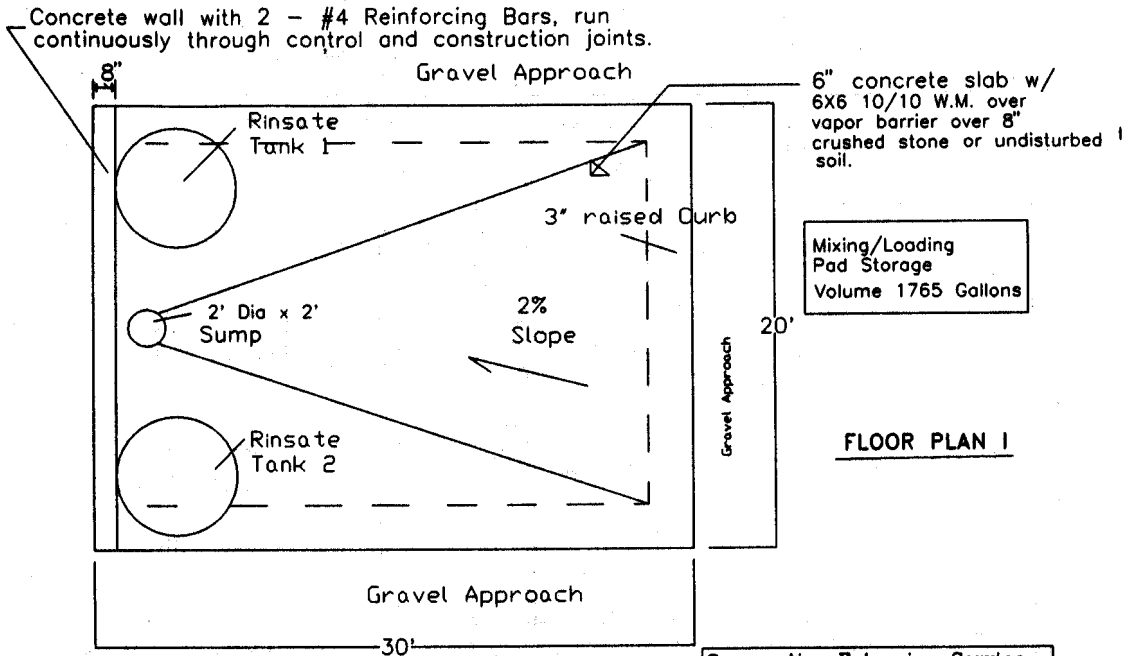 Concrete wall with 2 - #4 Reinforcing Bars, run
continuously through control and construction joints.
8"
Gravel Approach
6" concrete slab w/
6X6 10/10 W.M. over
vapor barrier over 8"
crushed stone or undisturbed
soil.
Rinsate
Tank 1
3" raised Curb
Mixing/Loading
Pad Storage
Volume 1765 Gallons
2' Dia x 2'
Sump
2%
Slope
20'
Gravel Approach
Rinsate
Tank 2
FLOOR PLAN I
Gravel Approach
30'